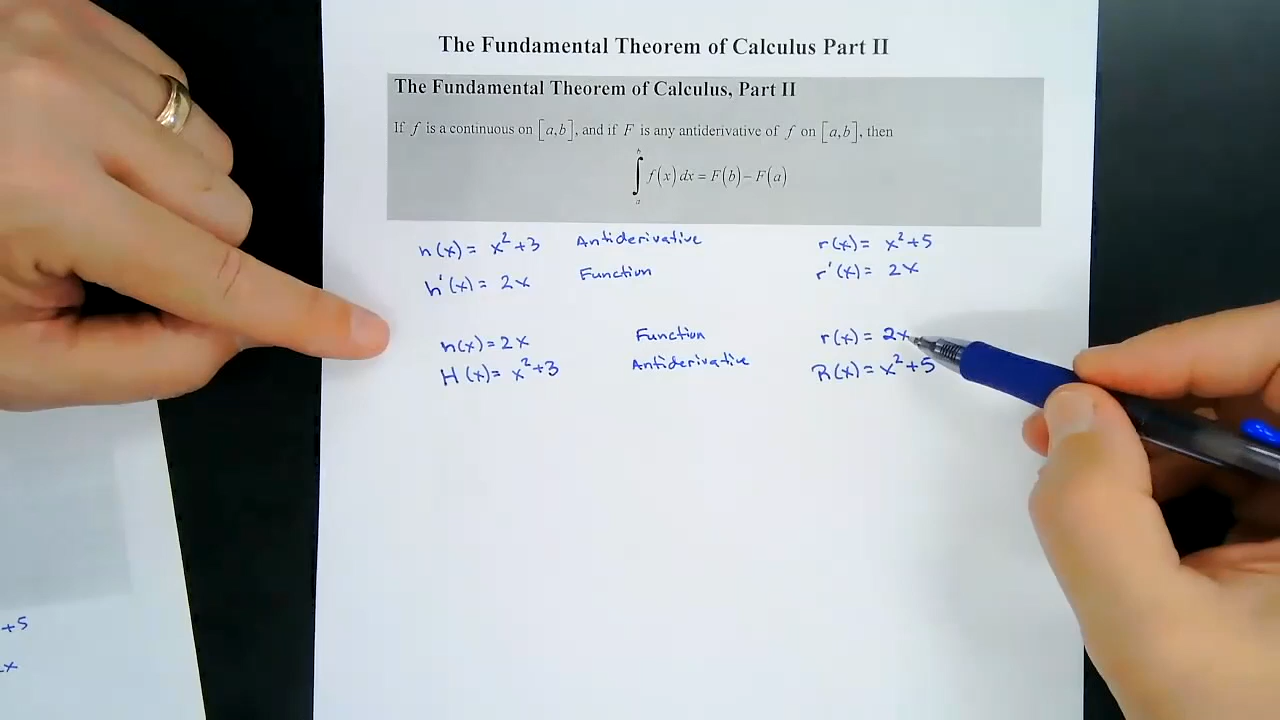 The Fundamental Theorem of Calculus Part II
The Fundamental Theorem of Calculus, Part II
If f is a continuous on [a,b], and if F is any antiderivative of f on [a,b], then
∫ₐᵇ f(x) dx = F(b) − F(a)
h(x) = x²+3 Antiderivative r(x) = x²+5
h'(x) = 2x Function r'(x) = 2x
h(x) = 2x Function r(x) = 2x
H(x) = x²+3 Antiderivative R(x) = x²+5
+5
x